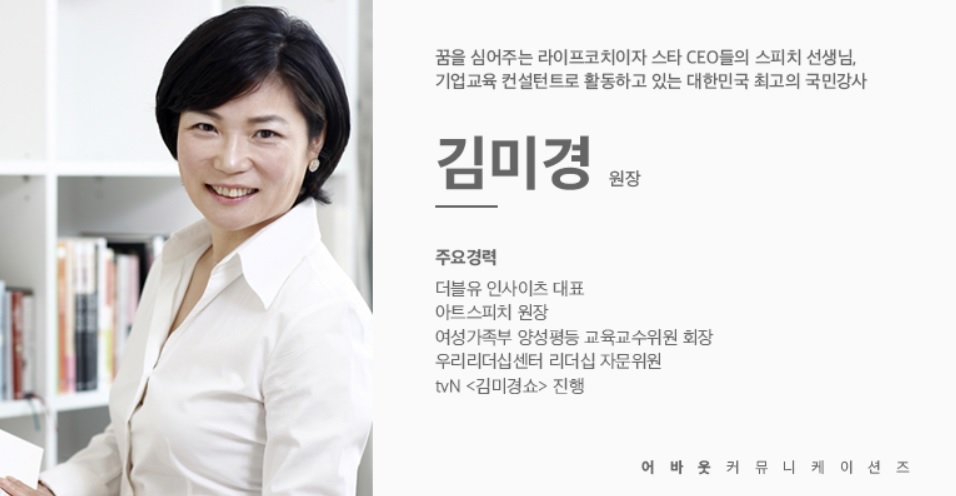 꿈을 심어주는 라이프코치이자 스타 CEO들의 스피치 선생님,
기업교육 컨설턴트로 활동하고 있는 대한민국 최고의 국민강사
김미경 원장
주요경력
더블유 인사이츠 대표
아트스피치 원장
여성가족부 양성평등 교육교수위원 회장
우리리더십센터 리더십 자문위원
tvN <김미경쇼> 진행
어바웃커뮤니케이션즈